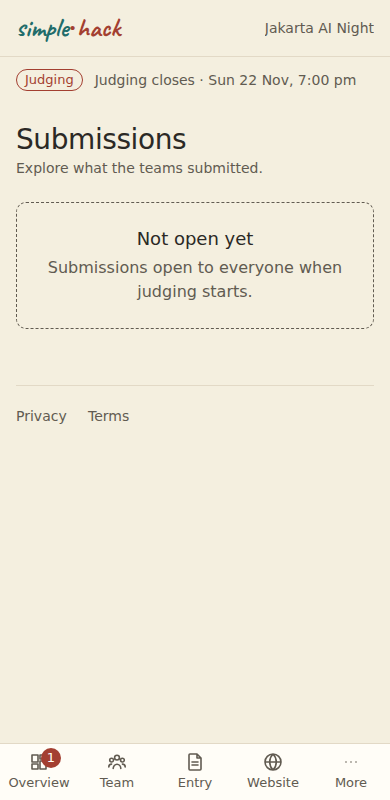 simple·hack
Jakarta AI Night
Judging
Judging closes · Sun 22 Nov, 7:00 pm
Submissions
Explore what the teams submitted.
Not open yet
Submissions open to everyone when
judging starts.
Privacy
Terms
1
Overview
Team
Entry
Website
More